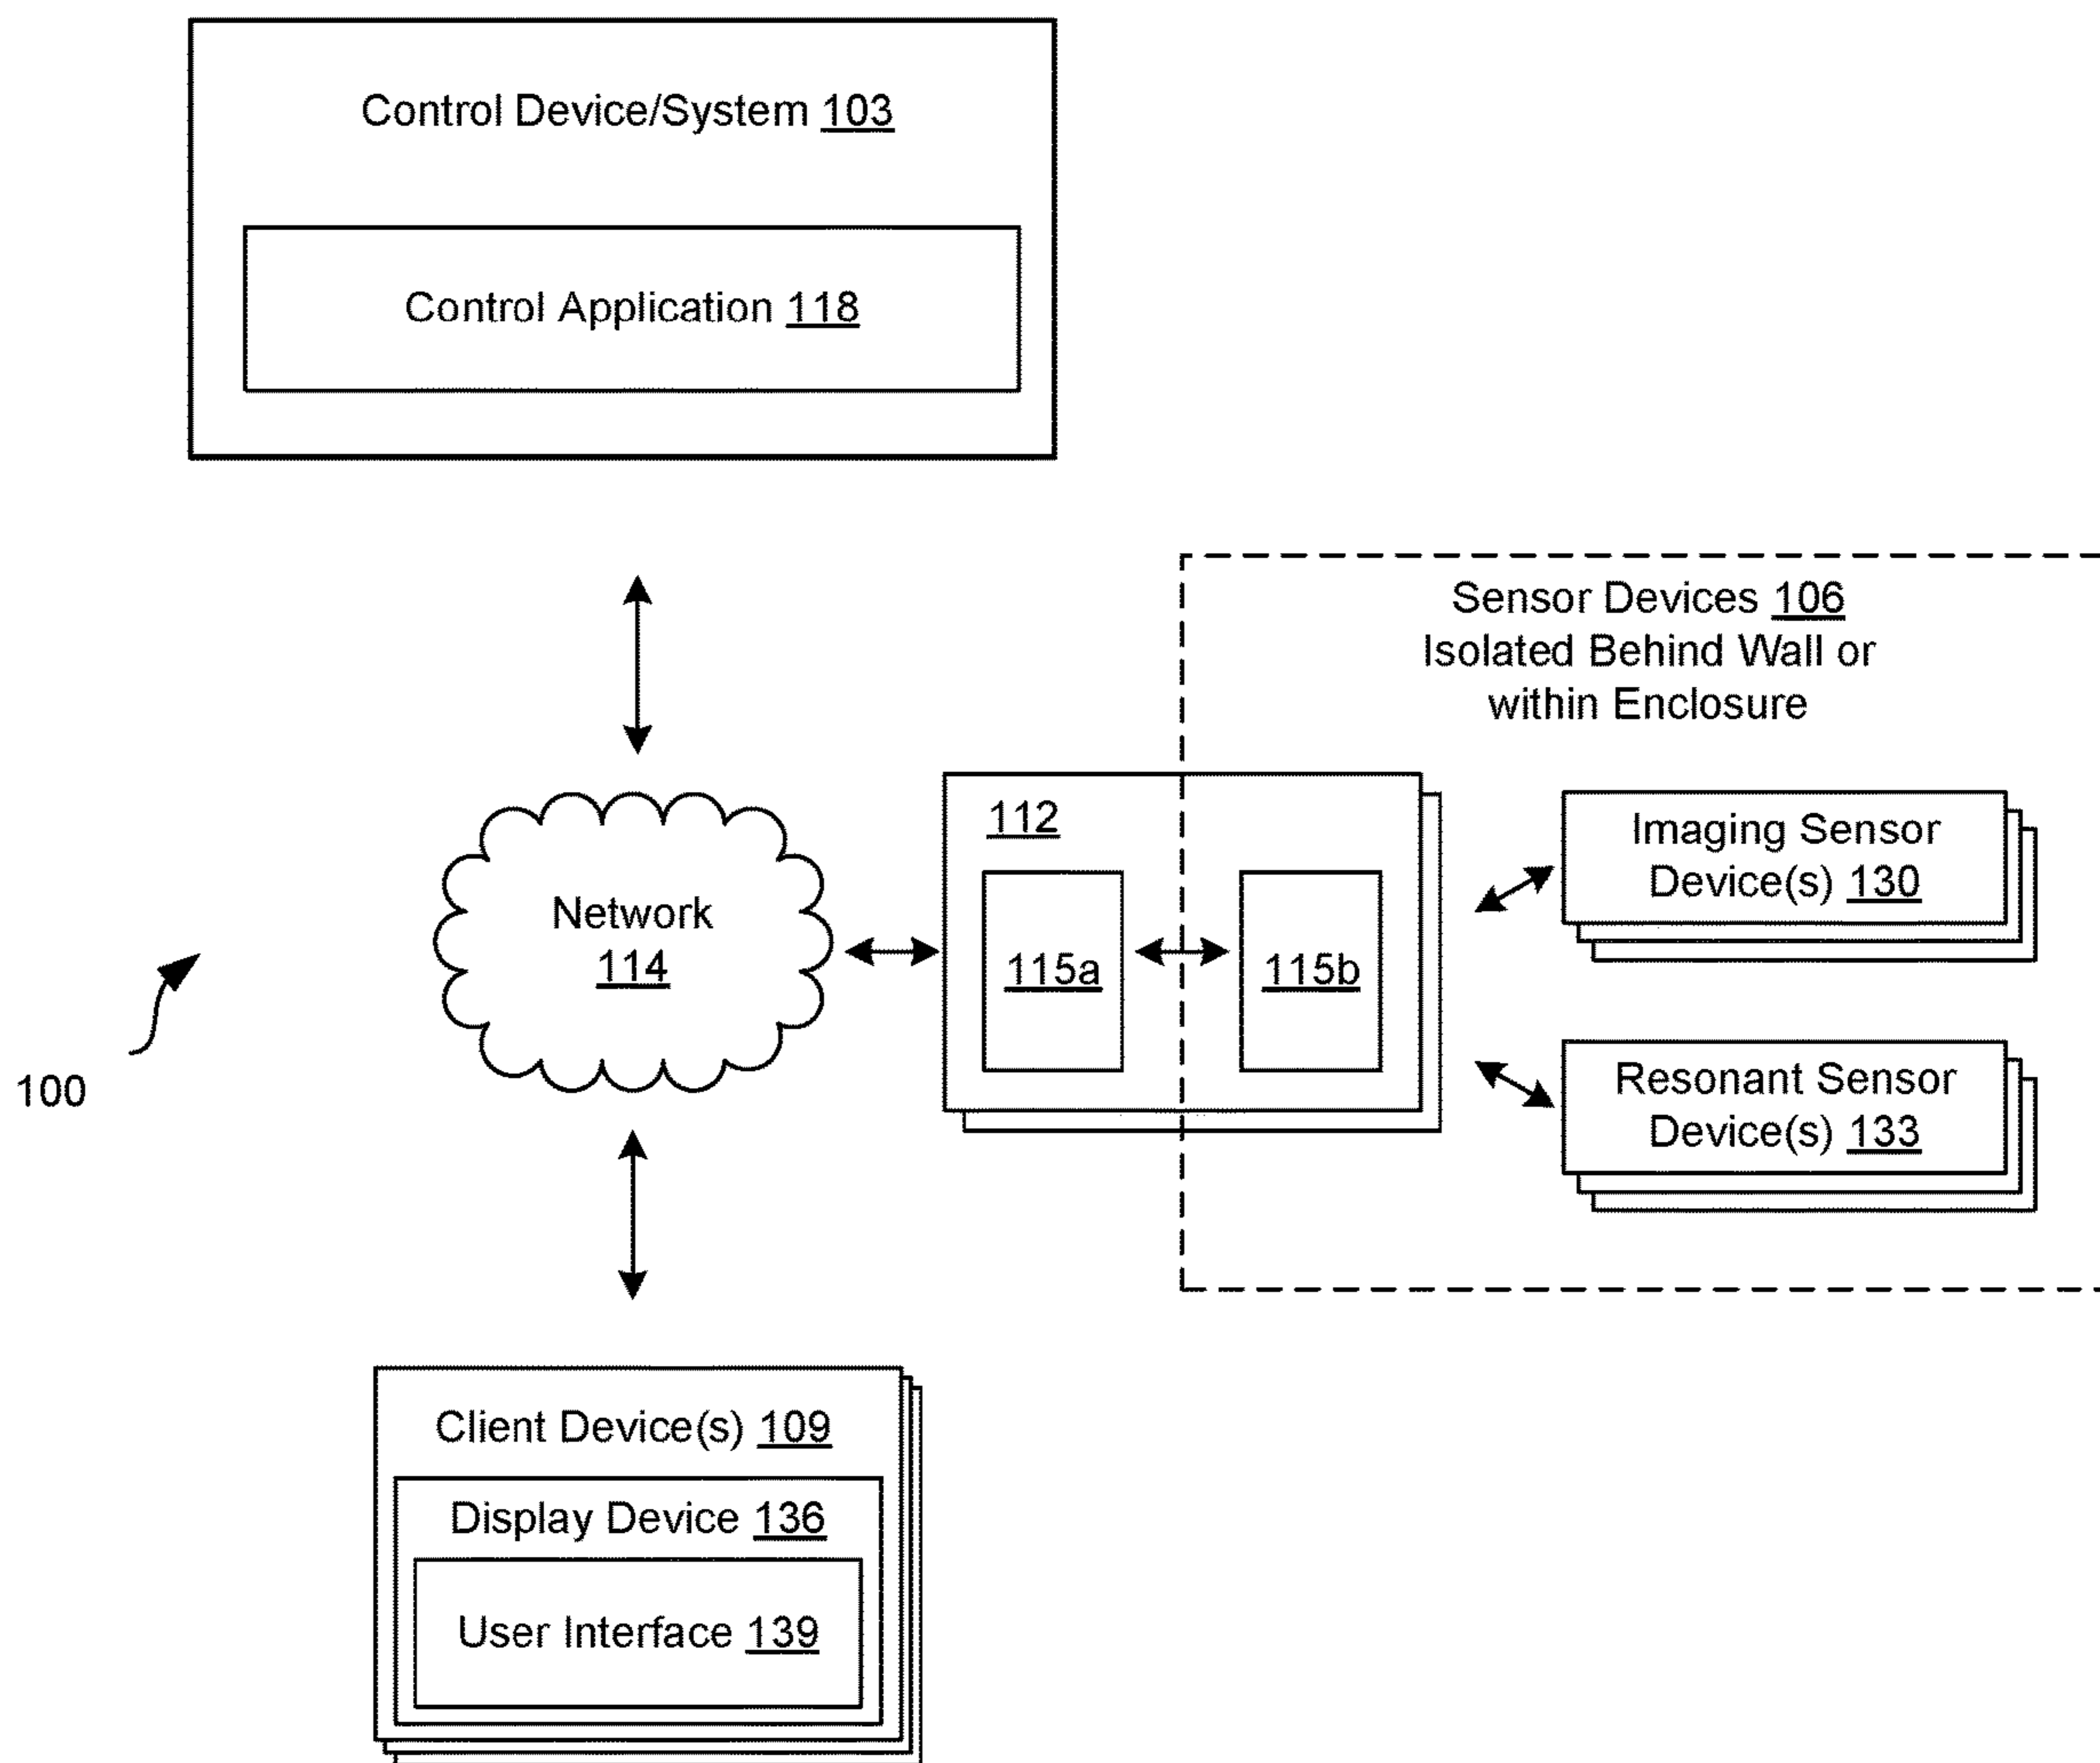 Control Device/System 103
Control Application 118
Sensor Devices 106
Isolated Behind Wall or
within Enclosure
112
115a
115b
Imaging Sensor
Device(s) 130
Network
114
Resonant Sensor
Device(s) 133
100
Client Device(s) 109
Display Device 136
User Interface 139